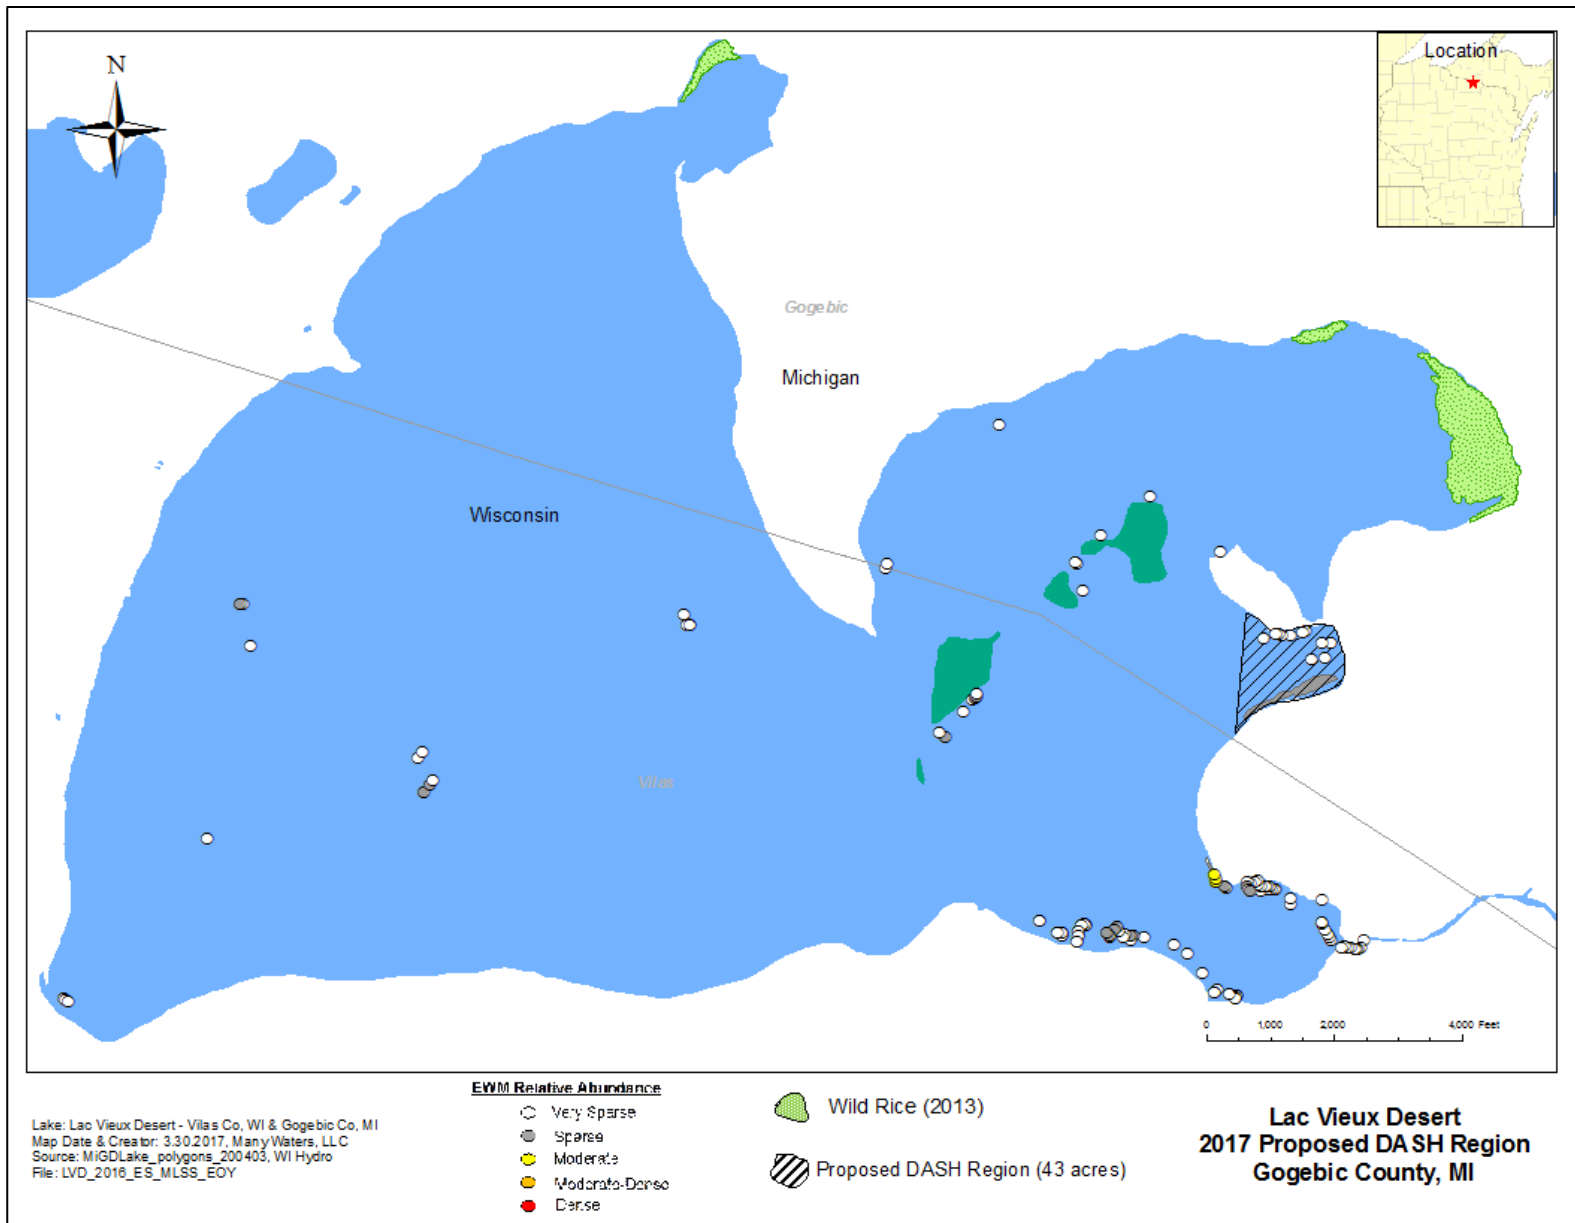 N
Location
Gogebic
Michigan
Wisconsin
Vilas
0 1,000 2,000 4,000 Feet
EWM Relative Abundance
Very Sparse
Sparse
Moderate
Moderate-Dense
Dense
Wild Rice (2013)
Proposed DASH Region (43 acres)
Lake: Lac Vieux Desert - Vilas Co, WI & Gogebic Co, MI
Map Date & Creator: 3.30.2017, Many Waters, LLC
Source: MiGDLake_polygons_200403, WI Hydro
File: LVD_2016_ES_MLSS_EOY
Lac Vieux Desert
2017 Proposed DASH Region
Gogebic County, MI